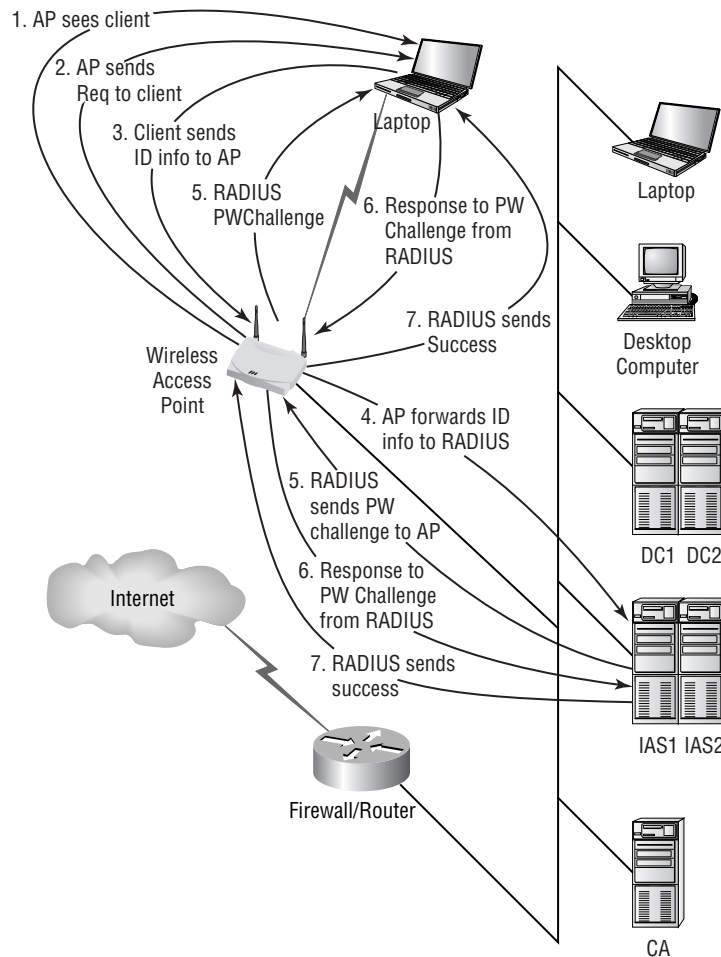 1. AP sees client
2. AP sends
Req to client
3. Client sends
ID info to AP
Laptop
5. RADIUS
PWChallenge
6. Response to PW
Challenge from
RADIUS
Laptop
7. RADIUS sends
Success
Wireless
Access
Point
Desktop
Computer
4. AP forwards ID
info to RADIUS
5. RADIUS
sends PW
challenge to AP
DC1 DC2
6. Response to
PW Challenge
from RADIUS
Internet
7. RADIUS sends
success
IAS1 IAS2
Firewall/Router
CA